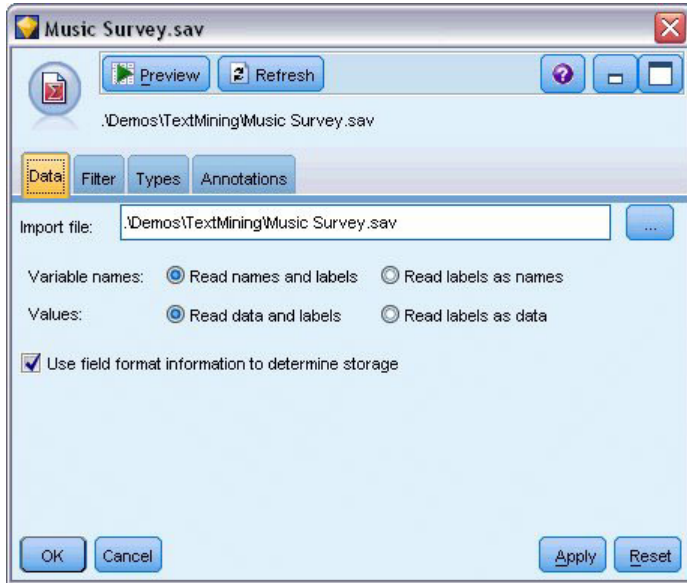 Music Survey.sav
Preview Refresh
.\Demos\TextMining\Music Survey.sav
Data Filter Types Annotations
Import file: .\Demos\TextMining\Music Survey.sav ...
Variable names: Read names and labels Read labels as names
Values: Read data and labels Read labels as data
Use field format information to determine storage
OK Cancel Apply Reset